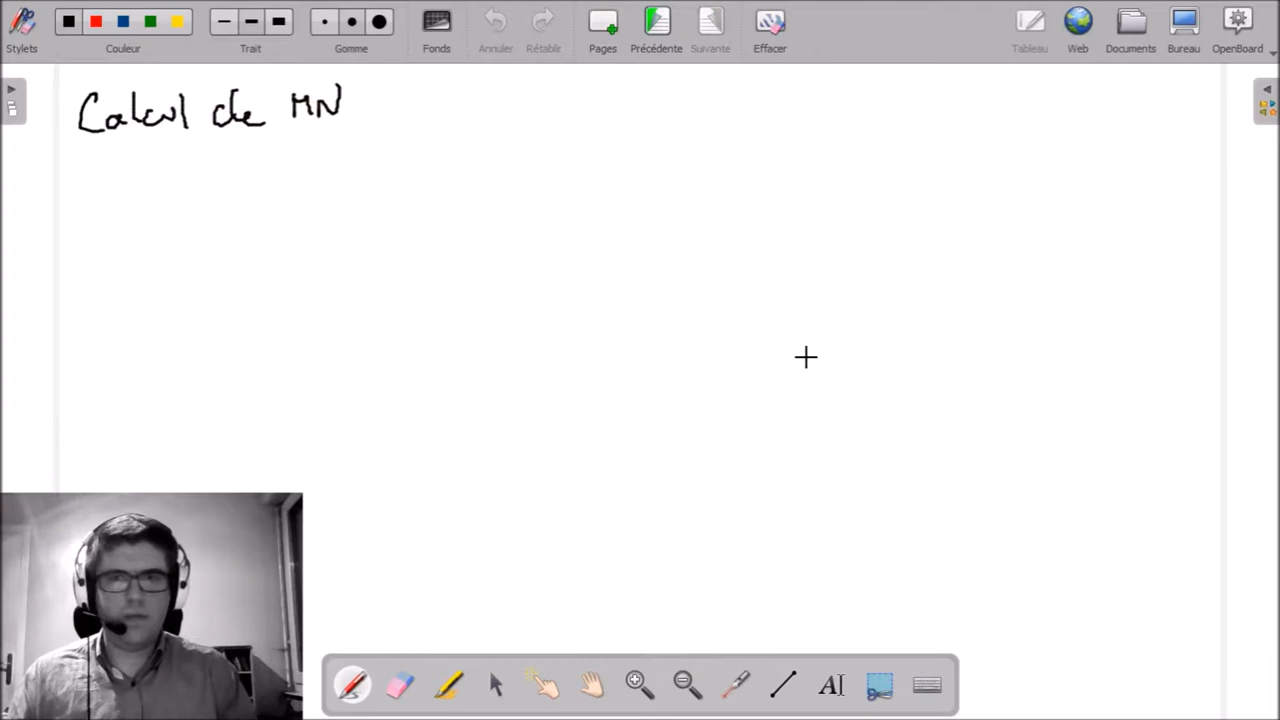 Stylets Couleur Trait Gomme Fonds Annuler Rétablir Pages Précédente Suivante Effacer Tableau Web Documents Bureau OpenBoard
Calcul de MN
AI